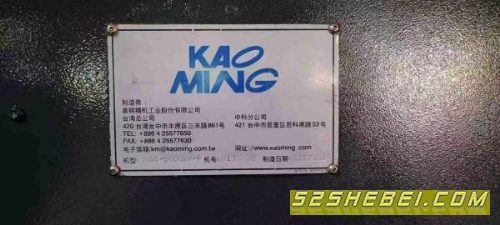 KAO
MING
制造商:
高明精机工业股份有限公司
台湾总公司 中科分公司
420 台湾台中市丰原区三丰路861号 421 台中市后里区后科南路53号
TEL: +886 4 25577650
FAX: +886 4 25577630
电子信箱:km@kaoming.com.tw 网址://www.kaoming.com
机型: 机号: 制造日期:
52SHEBEI.COM